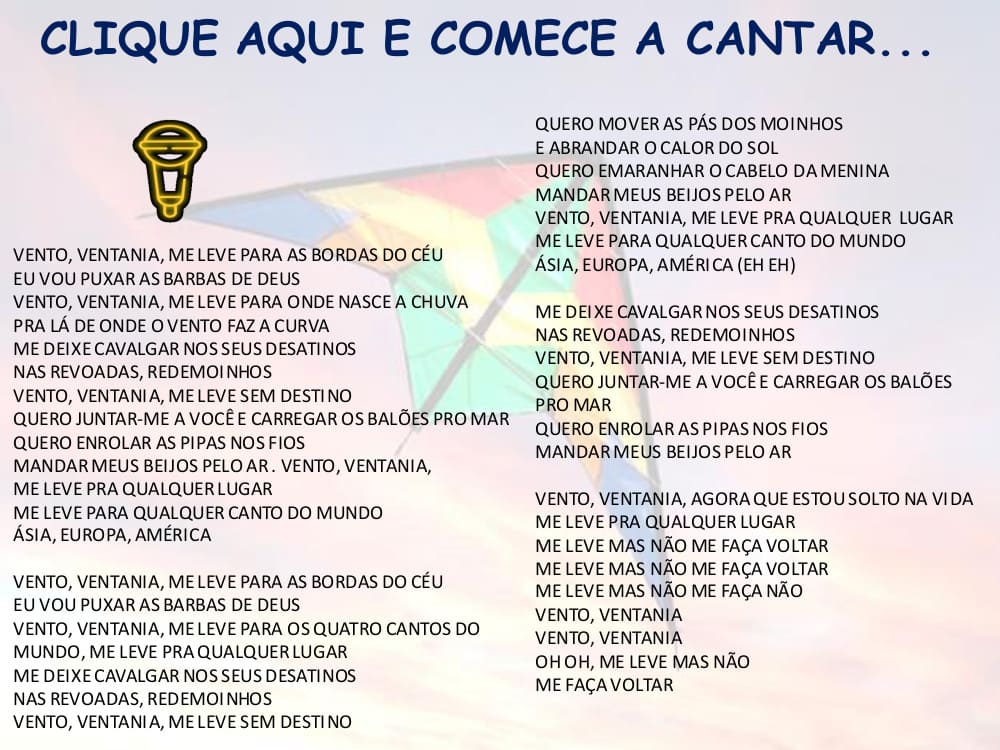 CLIQUE AQUI E COMECE A CANTAR...
VENTO, VENTANIA, ME LEVE PARA AS BORDAS DO CÉU
EU VOU PUXAR AS BARBAS DE DEUS
VENTO, VENTANIA, ME LEVE PARA ONDE NASCE A CHUVA
PRA LÁ DE ONDE O VENTO FAZ A CURVA
ME DEIXE CAVALGAR NOS SEUS DESATINOS
NAS REVOADAS, REDEMOINHOS
VENTO, VENTANIA, ME LEVE SEM DESTINO
QUERO JUNTAR-ME A VOCÊ E CARREGAR OS BALÕES PRO MAR
QUERO ENROLAR AS PIPAS NOS FIOS
MANDAR MEUS BEIJOS PELO AR . VENTO, VENTANIA,
ME LEVE PRA QUALQUER LUGAR
ME LEVE PARA QUALQUER CANTO DO MUNDO
ÁSIA, EUROPA, AMÉRICA

VENTO, VENTANIA, ME LEVE PARA AS BORDAS DO CÉU
EU VOU PUXAR AS BARBAS DE DEUS
VENTO, VENTANIA, ME LEVE PARA OS QUATRO CANTOS DO
MUNDO, ME LEVE PRA QUALQUER LUGAR
ME DEIXE CAVALGAR NOS SEUS DESATINOS
NAS REVOADAS, REDEMOINHOS
VENTO, VENTANIA, ME LEVE SEM DESTINO
QUERO MOVER AS PÁS DOS MOINHOS
E ABRANDAR O CALOR DO SOL
QUERO EMARANHAR O CABELO DA MENINA
MANDAR MEUS BEIJOS PELO AR
VENTO, VENTANIA, ME LEVE PRA QUALQUER LUGAR
ME LEVE PARA QUALQUER CANTO DO MUNDO
ÁSIA, EUROPA, AMÉRICA (EH EH)

ME DEIXE CAVALGAR NOS SEUS DESATINOS
NAS REVOADAS, REDEMOINHOS
VENTO, VENTANIA, ME LEVE SEM DESTINO
QUERO JUNTAR-ME A VOCÊ E CARREGAR OS BALÕES
PRO MAR
QUERO ENROLAR AS PIPAS NOS FIOS
MANDAR MEUS BEIJOS PELO AR

VENTO, VENTANIA, AGORA QUE ESTOU SOLTO NA VIDA
ME LEVE PRA QUALQUER LUGAR
ME LEVE MAS NÃO ME FAÇA VOLTAR
ME LEVE MAS NÃO ME FAÇA VOLTAR
ME LEVE MAS NÃO ME FAÇA NÃO
VENTO, VENTANIA
VENTO, VENTANIA
OH OH, ME LEVE MAS NÃO
ME FAÇA VOLTAR